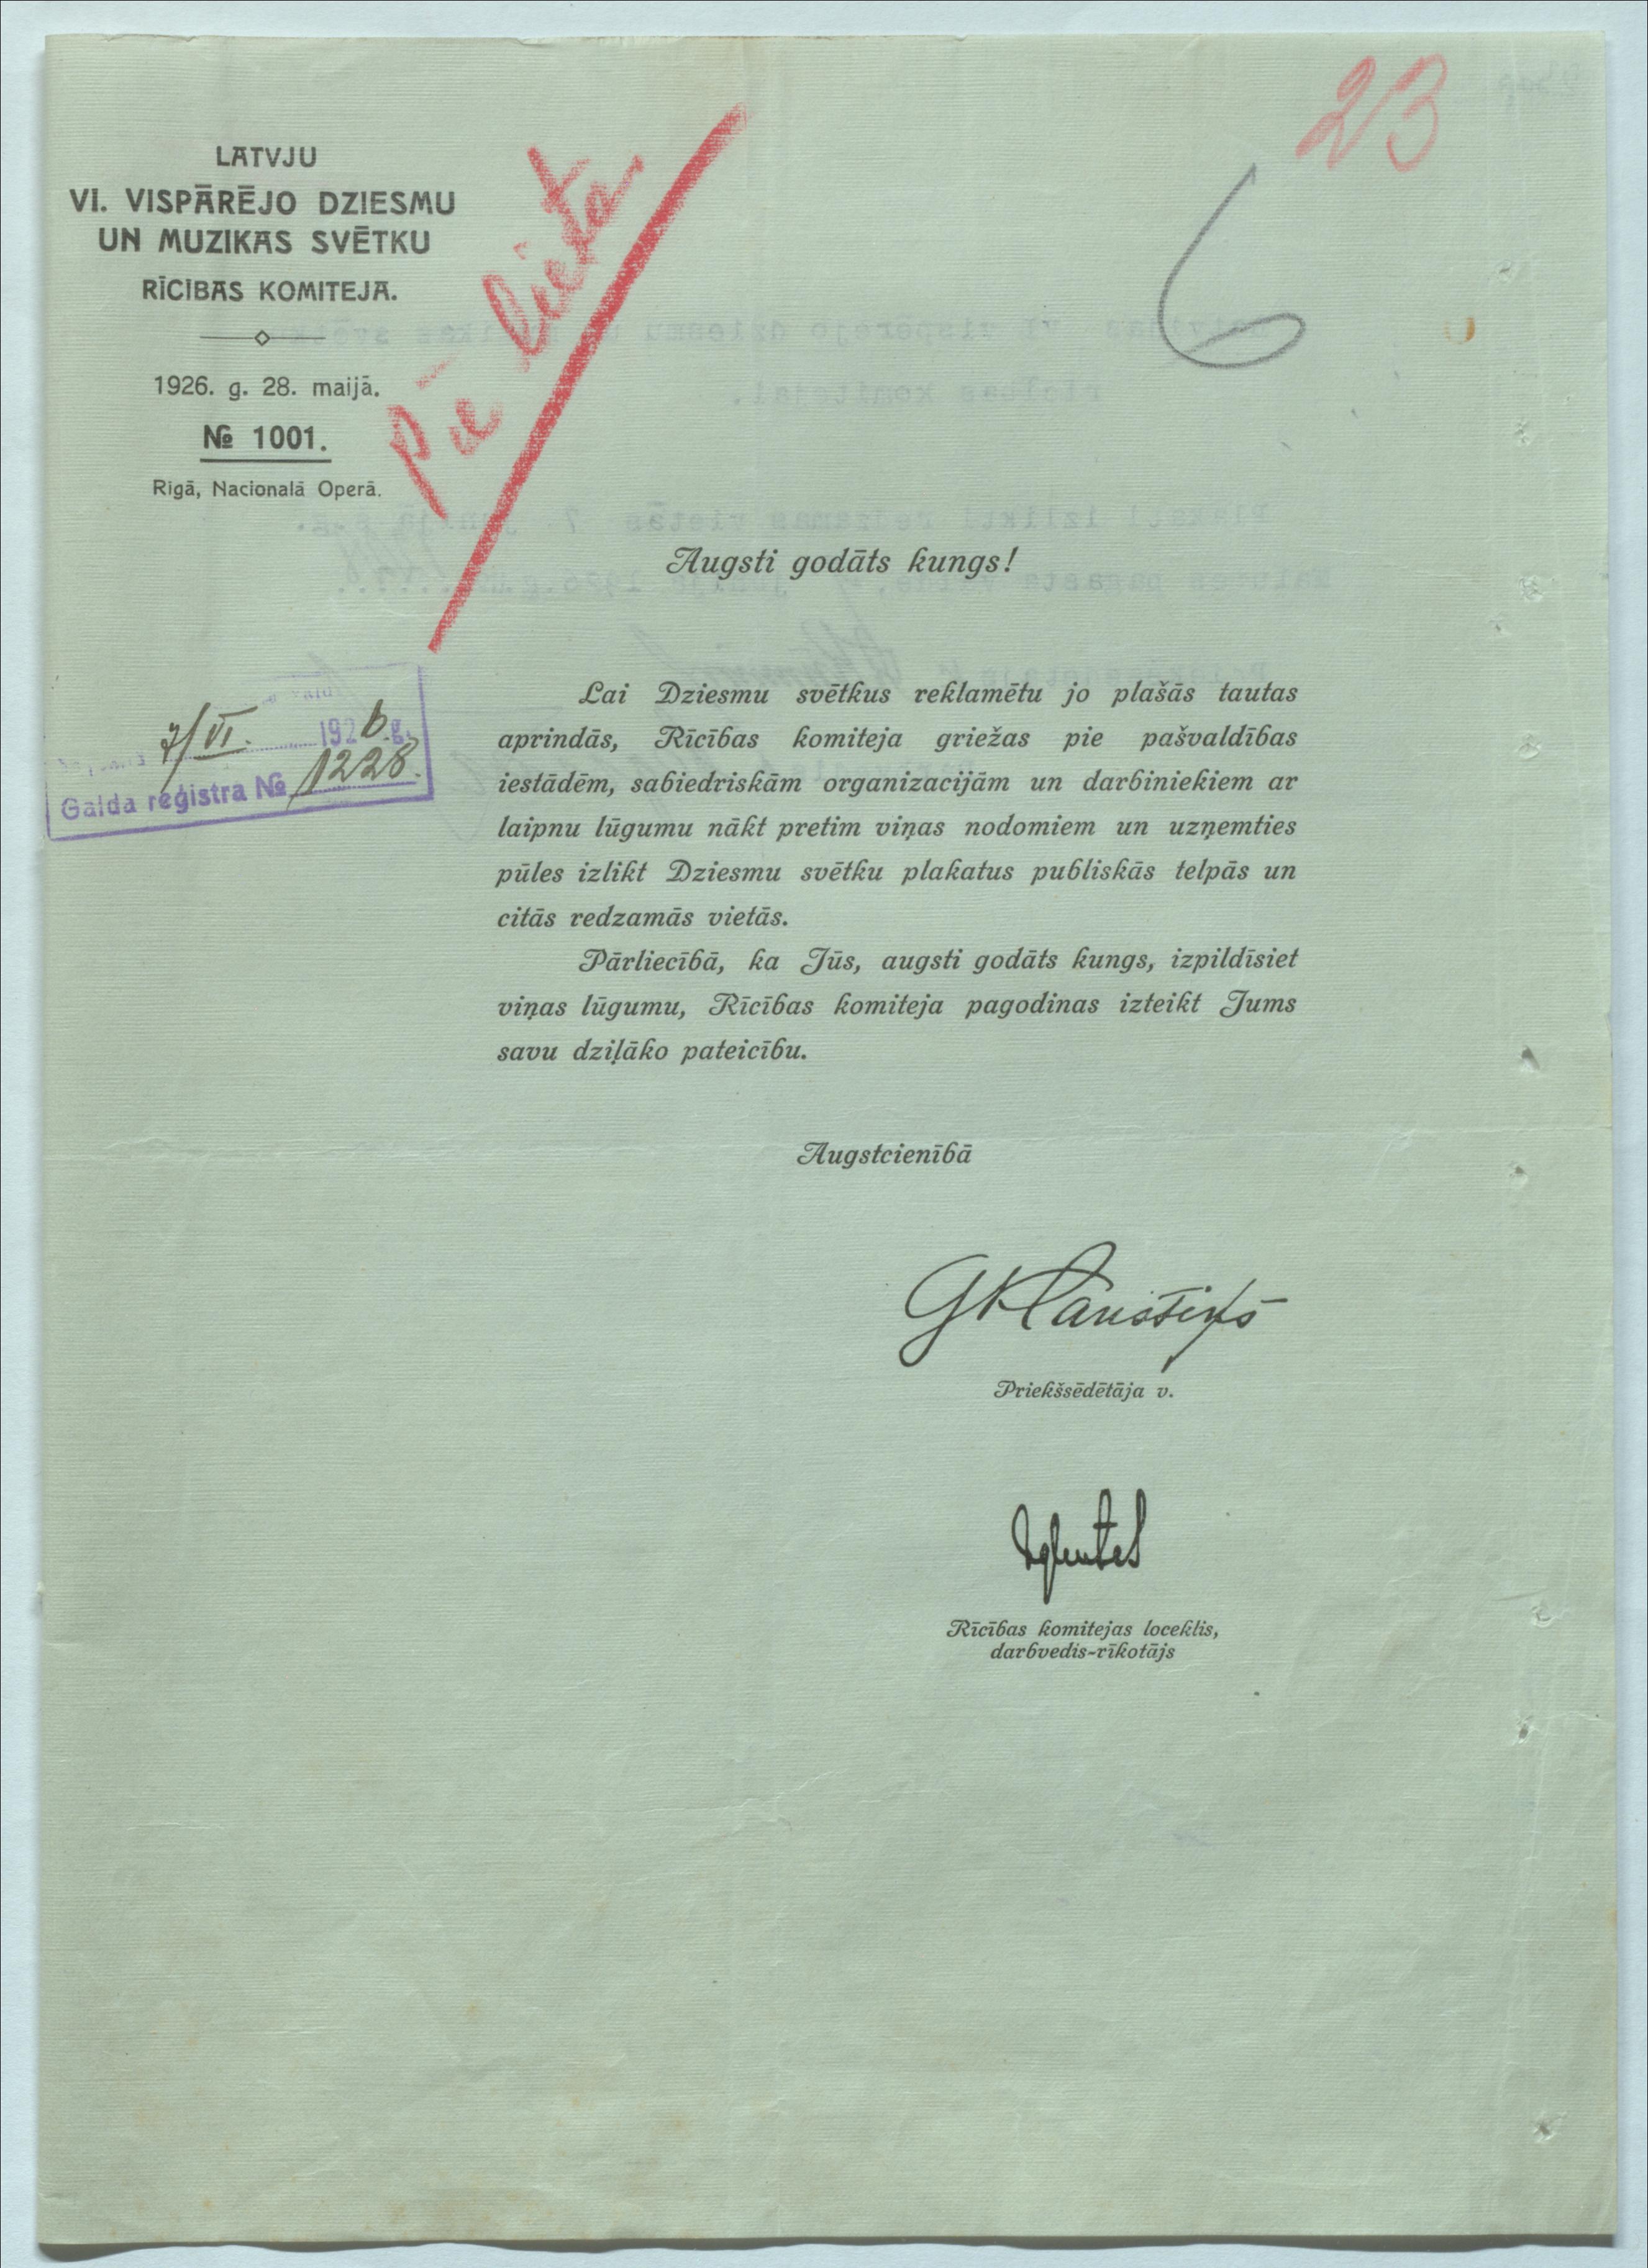 23
LATVJU
VI. VISPĀRĒJO DZIESMU
UN MUZIKAS SVĒTKU
RĪCIBAS KOMITEJA.
1926. g. 28. maijā.
№ 1001.
Rigā, Nacionalā Operā.
Pie lieta
6
Augsti godāts kungs!
7/VI. 1926.g.
Galda reģistra № 1228.
Lai Dziesmu svētkus reklamētu jo plašās tautas
aprindās, Rīcības komiteja griežas pie pašvaldības
iestādēm, sabiedriskām organizacijām un darbiniekiem ar
laipnu lūgumu nākt pretim viņas nodomiem un uzņemties
pūles izlikt Dziesmu svētku plakatus publiskās telpās un
citās redzamās vietās.
Pārliecībā, ka Jūs, augsti godāts kungs, izpildīsiet
viņas lūgumu, Rīcības komiteja pagodinas izteikt Jums
savu dziļāko pateicību.
Augstcienībā
Priekšsēdētāja v.
Rīcības komitejas loceklis,
darbvedis-rīkotājs